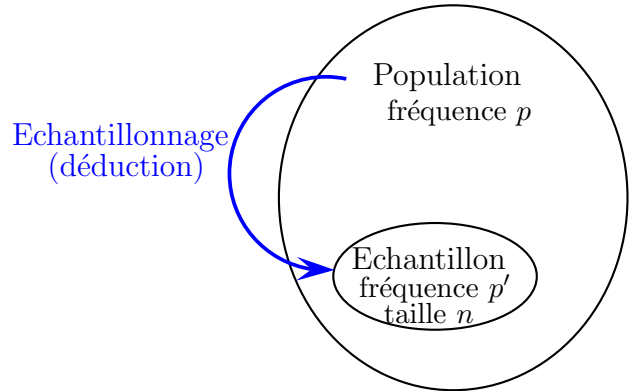 Population
fréquence p
Echantillonnage
(déduction)
Echantillon
fréquence p'
taille n